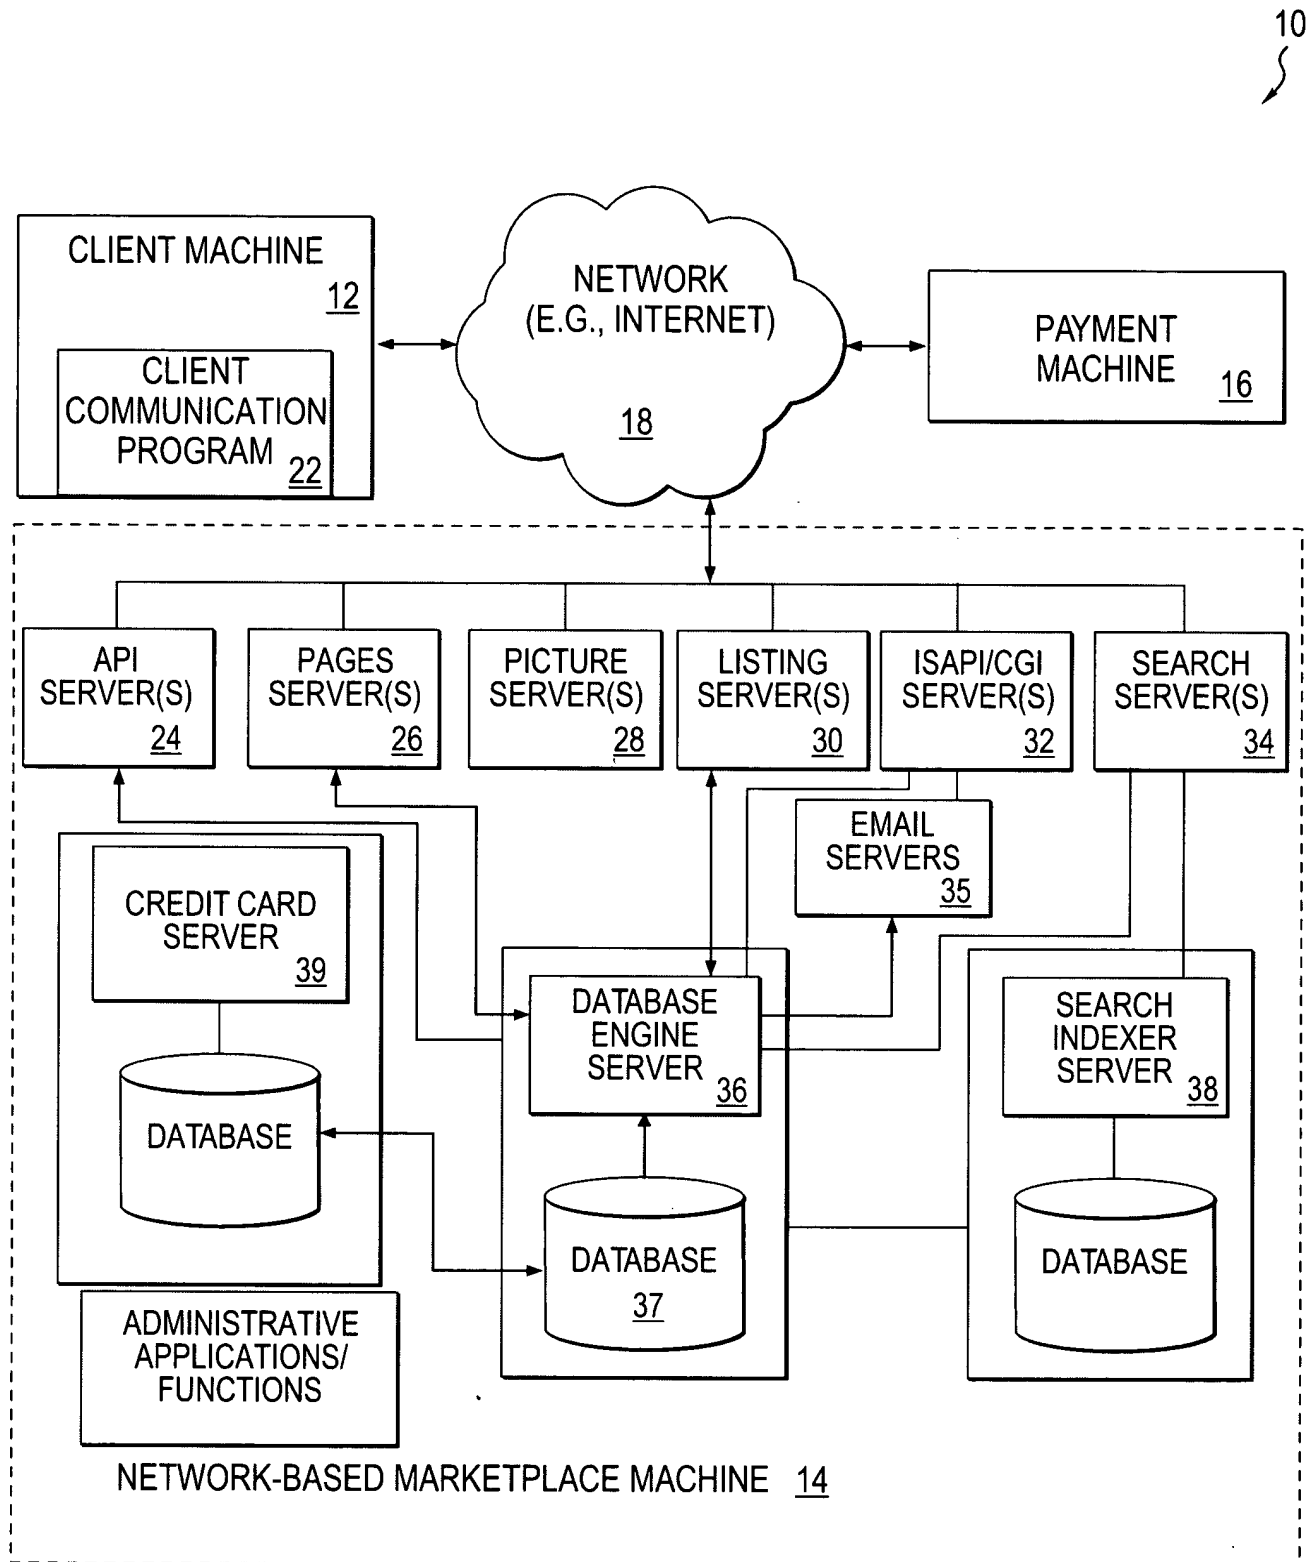 10
CLIENT MACHINE
12
CLIENT
COMMUNICATION
PROGRAM
22
NETWORK
(E.G., INTERNET)
18
PAYMENT
MACHINE
16
API
SERVER(S)
24
PAGES
SERVER(S)
26
PICTURE
SERVER(S)
28
LISTING
SERVER(S)
30
ISAPI/CGI
SERVER(S)
32
SEARCH
SERVER(S)
34
EMAIL
SERVERS
35
CREDIT CARD
SERVER
39
DATABASE
DATABASE
ENGINE
SERVER
36
DATABASE
37
SEARCH
INDEXER
SERVER
38
DATABASE
ADMINISTRATIVE
APPLICATIONS/
FUNCTIONS
NETWORK-BASED MARKETPLACE MACHINE 14